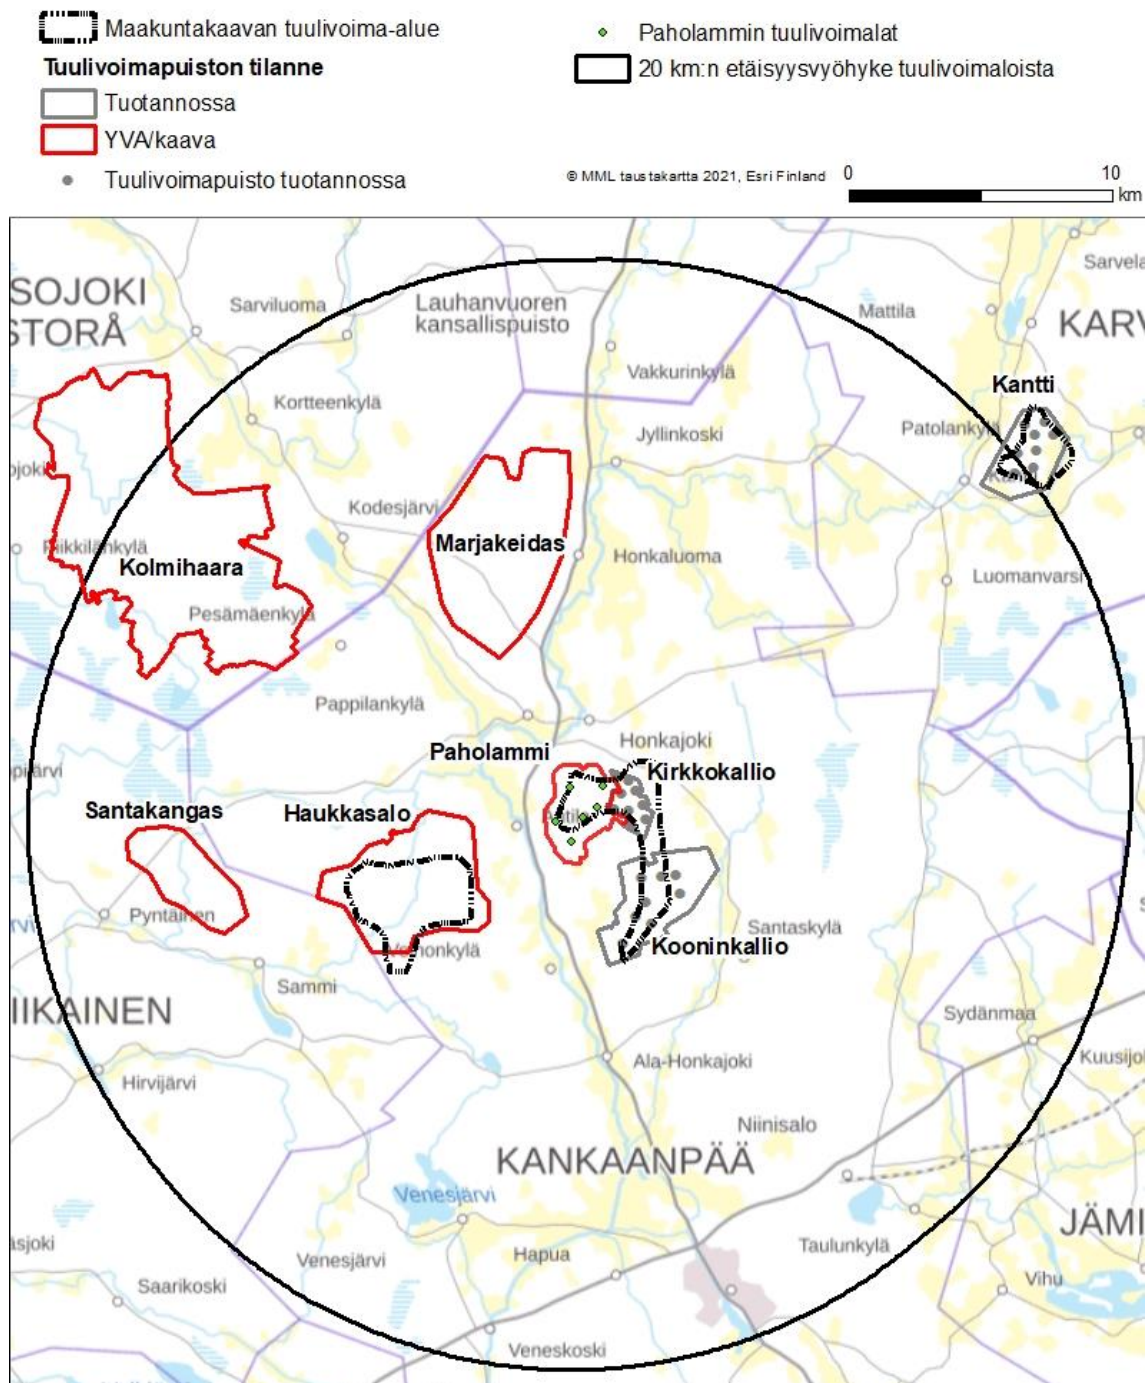 Maakuntakaavan tuulivoima-alue
Tuulivoimapuiston tilanne
Tuotannossa
YVA/kaava
Tuulivoimapuisto tuotannossa
Paholammin tuulivoimalat
20 km:n etäisyysvyöhyke tuulivoimaloista
© MML taustakartta 2021, Esri Finland
0
10
km
SOJOKI
STORÅ
Sarviluoma
Lauhanvuoren
kansallispuisto
Mattila
Sarvela
KARV
Vakkurinkylä
Kantti
Kortteenkylä
Patolankylä
Jyllinkoski
ojoki
Kodesjärvi
Marjakeidas
Honkaluoma
Kolmihaara
Luomanvarsi
Pesämäenkylä
Pappilankylä
Paholammi
Honkajoki
Kirkkokallio
Santakangas
Haukkasalo
Pyntäinen
Santaskylä
Kooninkallio
Sammi
IIKAINEN
Sydänmaa
Hirvijärvi
Ala-Honkajoki
Kuusijo
Niinisalo
KANKAANPÄÄ
Venesjärvi
JÄMI
Taulunkylä
Hapua
Venesjärvi
Saarikoski
Vihu
Veneskoski